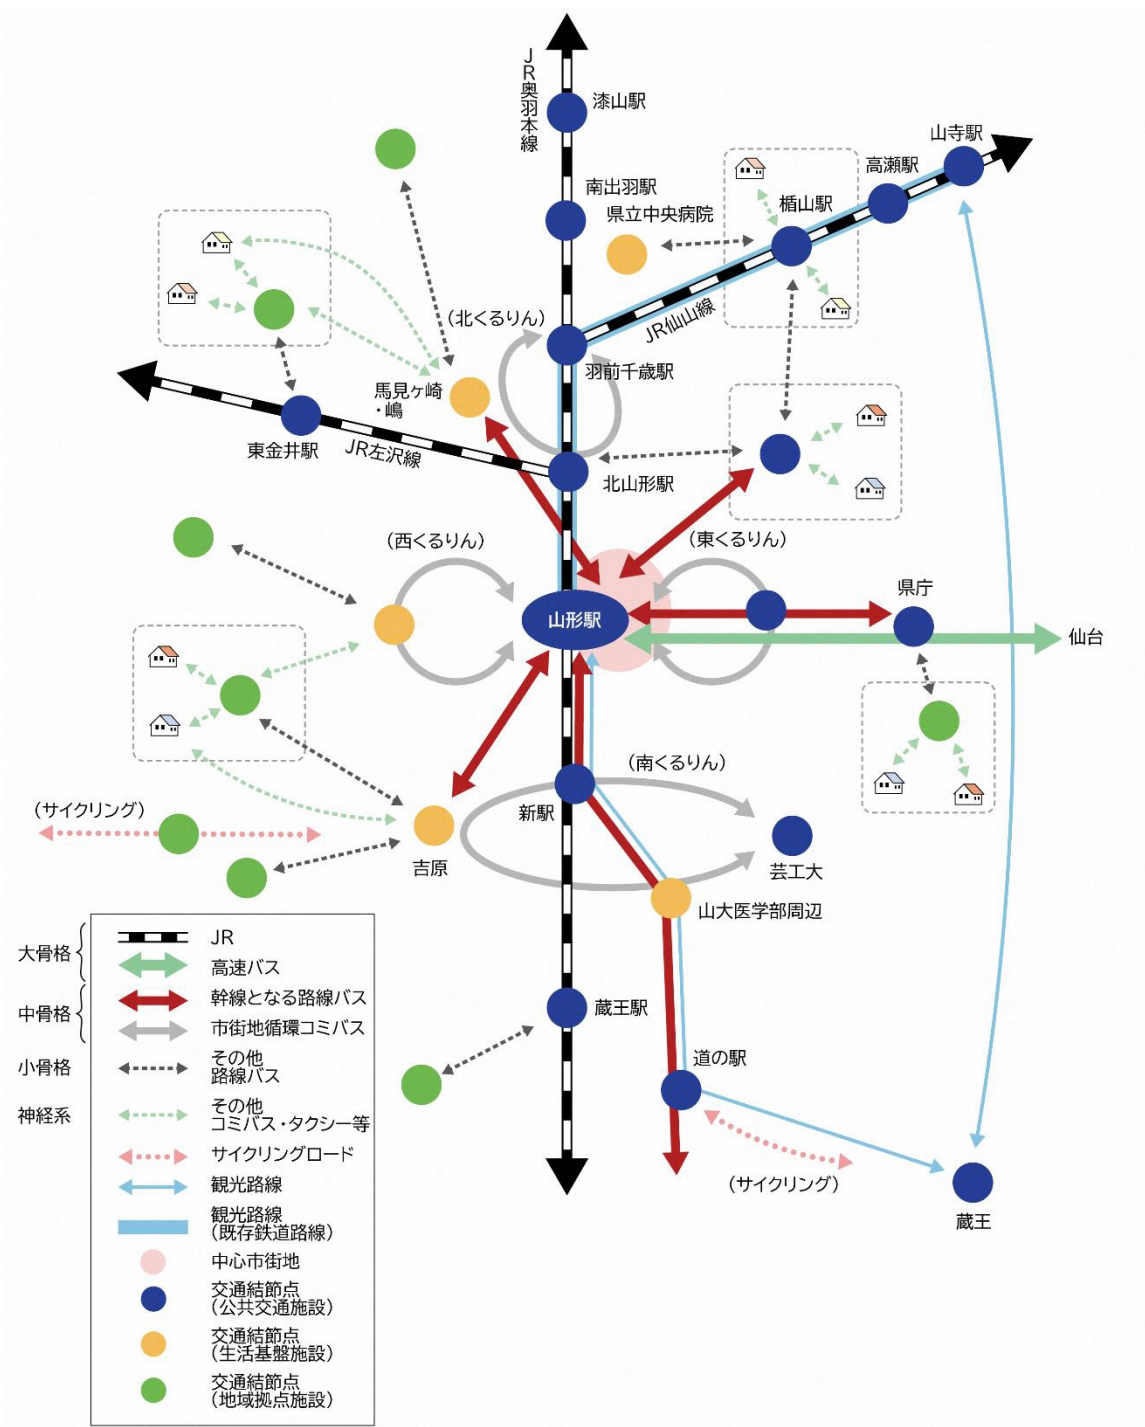 JR奥羽本線
漆山駅
山寺駅
高瀬駅
南出羽駅
県立中央病院
楯山駅
(北くるりん)
JR仙山線
羽前千歳駅
馬見ヶ崎
・嶋
東金井駅
JR左沢線
北山形駅
(西くるりん)
(東くるりん)
県庁
山形駅
仙台
(南くるりん)
(サイクリング)
新駅
吉原
芸工大
山大医学部周辺
蔵王駅
道の駅
(サイクリング)
蔵王
大骨格
JR
高速バス
中骨格
幹線となる路線バス
市街地循環コミバス
小骨格
その他
路線バス
神経系
その他
コミバス・タクシー等
サイクリングロード
観光路線
観光路線
(既存鉄道路線)
中心市街地
交通結節点
(公共交通施設)
交通結節点
(生活基盤施設)
交通結節点
(地域拠点施設)